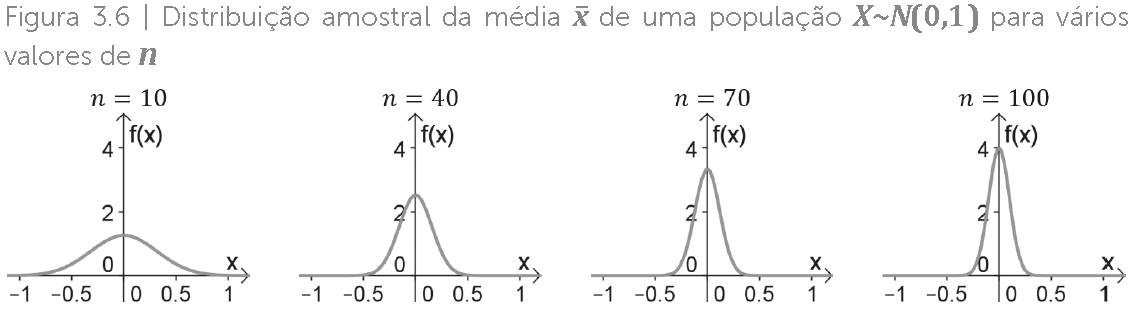 Figura 3.6 | Distribuição amostral da média x̄ de uma população X~N(0,1) para vários
valores de n
n = 10 n = 40 n = 70 n = 100
f(x) f(x) f(x) f(x)
4 4 4 4
2 2 2 2
0 x 0 x 0 x 0 x
−1 −0.5 0 0.5 1 −1 −0.5 0 0.5 1 −1 −0.5 0 0.5 1 −1 −0.5 0 0.5 1